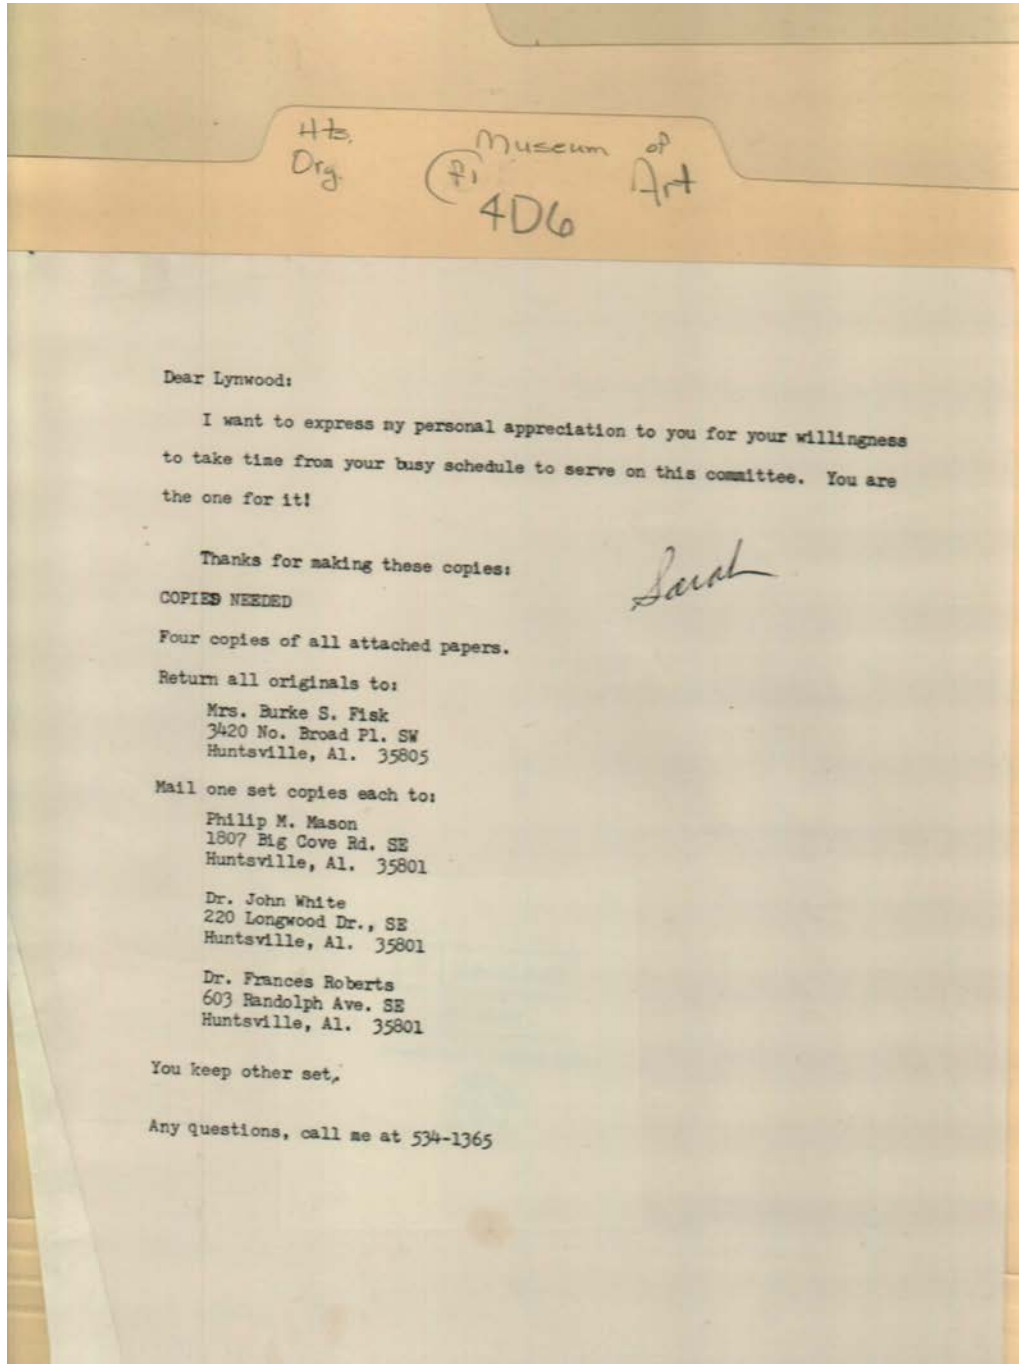 Hts. Museum of
Org. f1 Art
4D6
Dear Lynwood:
I want to express my personal appreciation to you for your willingness
to take time from your busy schedule to serve on this committee. You are
the one for it!
Thanks for making these copies:
Sarah
COPIES NEEDED
Four copies of all attached papers.
Return all originals to:
Mrs. Burke S. Fisk
3420 No. Broad Pl. SW
Huntsville, Al. 35805
Mail one set copies each to:
Philip M. Mason
1807 Big Cove Rd. SE
Huntsville, Al. 35801
Dr. John White
220 Longwood Dr., SE
Huntsville, Al. 35801
Dr. Frances Roberts
603 Randolph Ave. SE
Huntsville, Al. 35801
You keep other set.
Any questions, call me at 534-1365